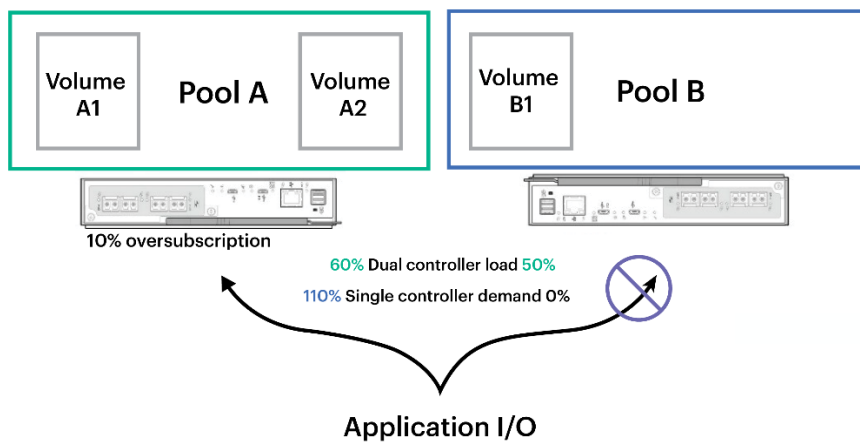 Volume
A1
Pool A
Volume
A2
Volume
B1
Pool B
10% oversubscription
60% Dual controller load 50%
110% Single controller demand 0%
Application I/O